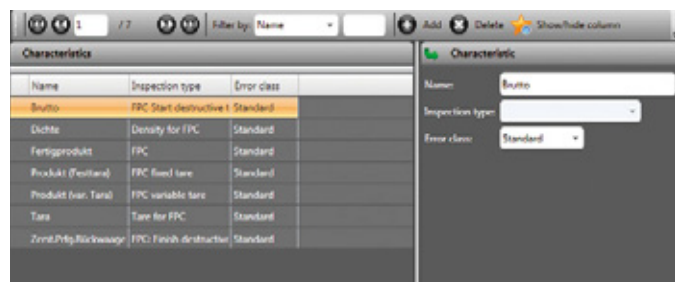 1 / 7 Filter by: Name Add Delete Show/hide column
Characteristics
Characteristic
Name Inspection type Error class
Brutto FPC Start destructive t Standard
Dichte Density for FPC Standard
Fertigprodukt FPC Standard
Produkt (Festtara) FPC fixed tare Standard
Produkt (var. Tara) FPC variable tare Standard
Tara Tare for FPC Standard
Zerst.Prfg.Rückwaage FPC: Finish destructive Standard
Name: Brutto
Inspection type:
Error class: Standard